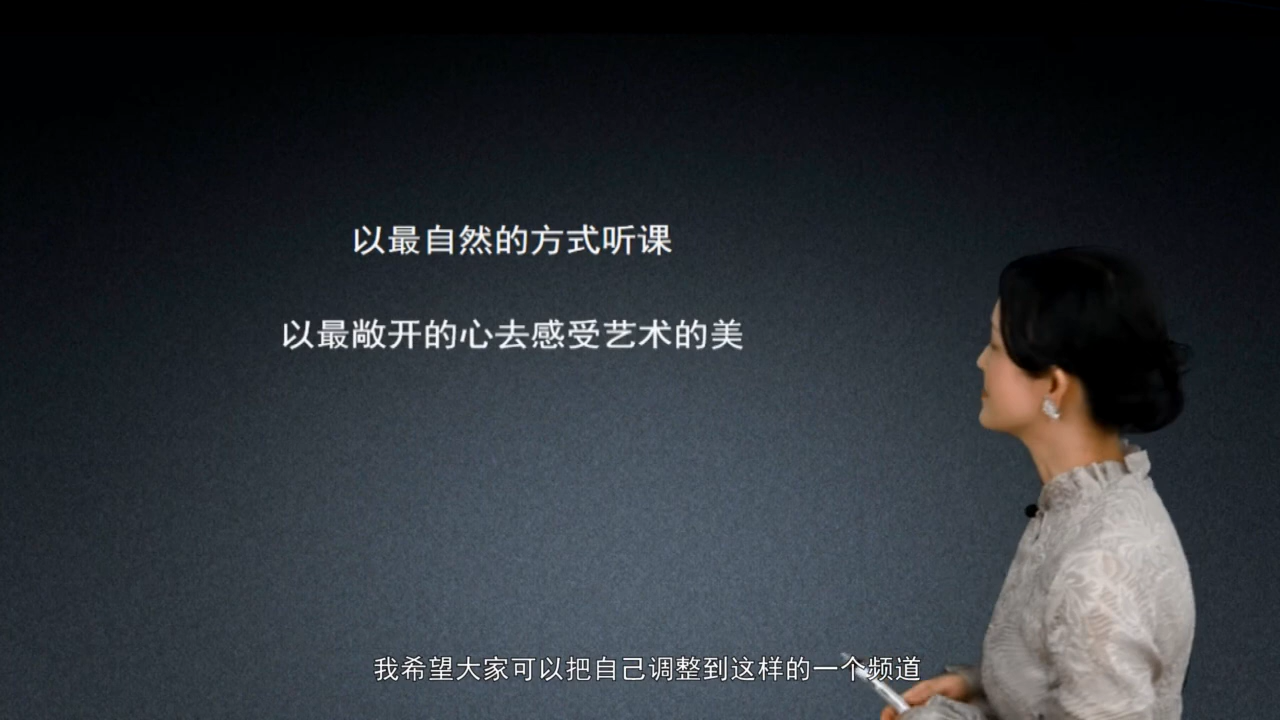 以最自然的方式听课
以最敞开的心去感受艺术的美
我希望大家可以把自己调整到这样的一个频道